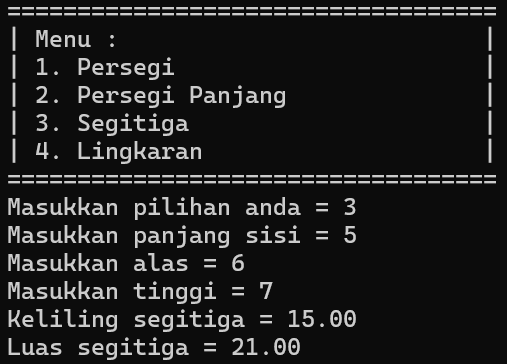 ===================================
| Menu :                          |
| 1. Persegi                      |
| 2. Persegi Panjang              |
| 3. Segitiga                     |
| 4. Lingkaran                    |
===================================
Masukkan pilihan anda = 3
Masukkan panjang sisi = 5
Masukkan alas = 6
Masukkan tinggi = 7
Keliling segitiga = 15.00
Luas segitiga = 21.00